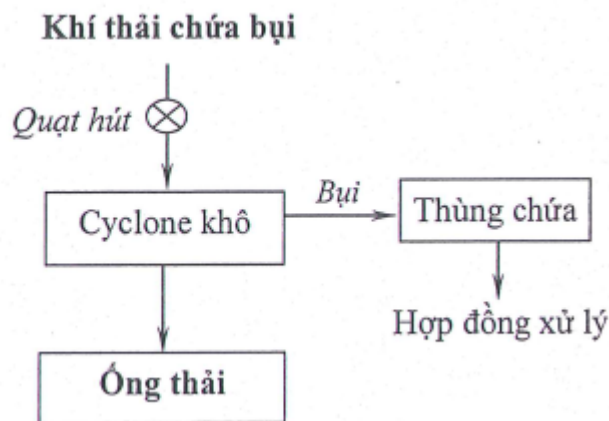 Khí thải chứa bụi
Quạt hút
Cyclone khô
Bụi
Thùng chứa
Hợp đồng xử lý
Ống thải